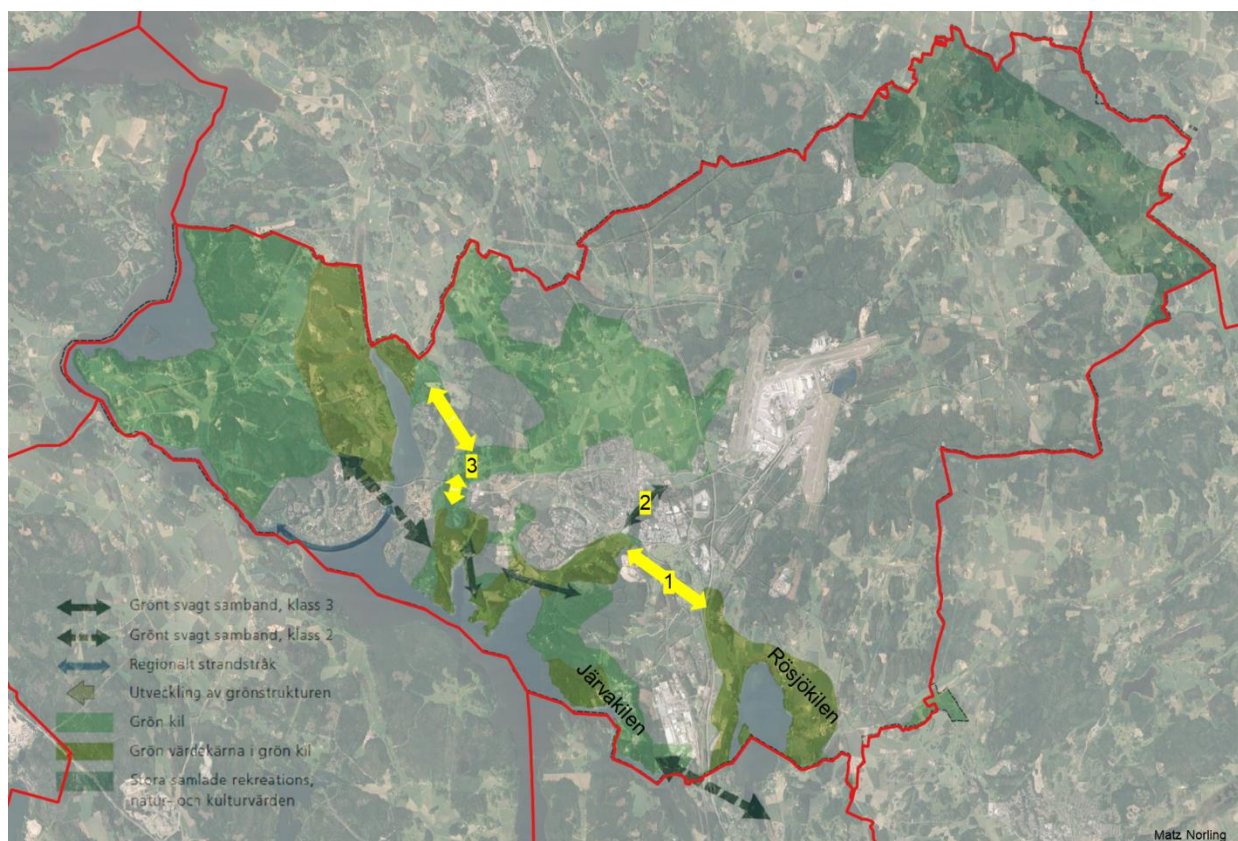 3
2
1
Järvakilen
Rösjökilen
Grönt svagt samband, klass 3
Grönt svagt samband, klass 2
Regionalt strandstråk
Utveckling av grönstrukturen
Grön kil
Grön värdekärna i grön kil
Stora samlade rekreations,
natur- och kulturvärden
Matz Norling